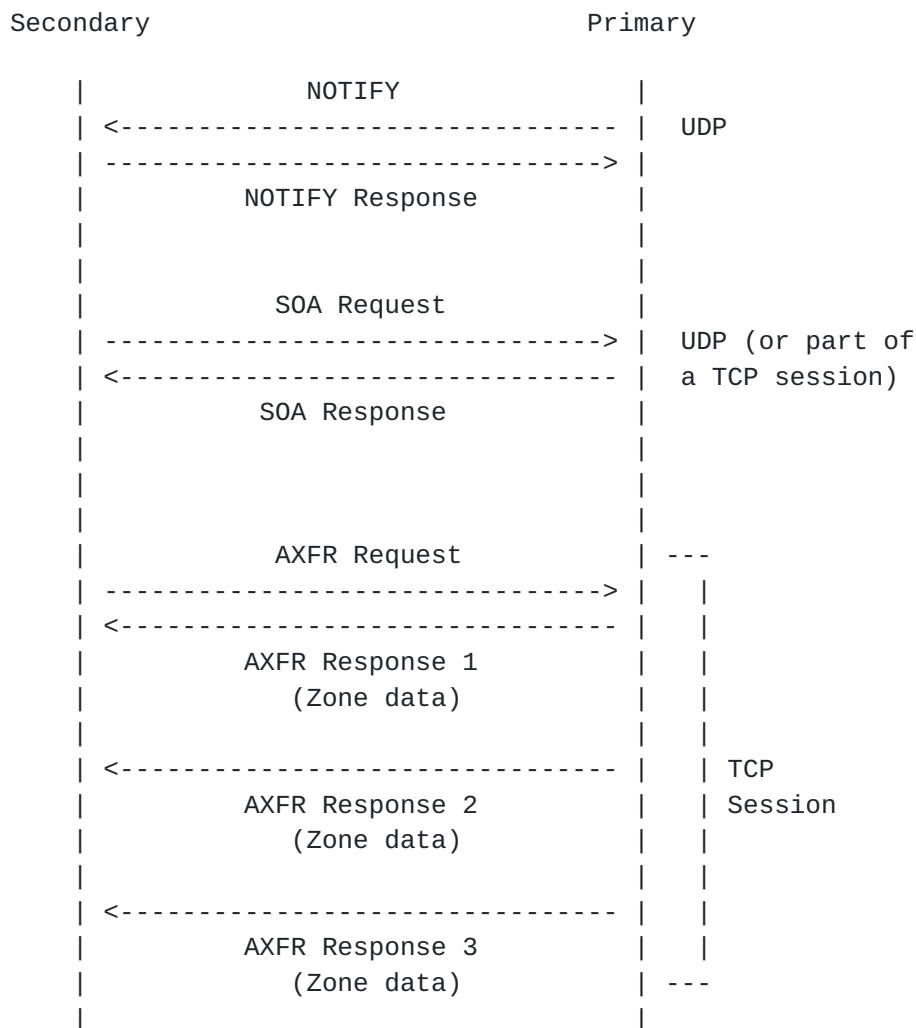 Secondary                            Primary

    |              NOTIFY               |
    | <-------------------------------- |  UDP
    | --------------------------------> |
    |          NOTIFY Response          |
    |                                   |
    |                                   |
    |            SOA Request            |
    | --------------------------------> |  UDP (or part of
    | <-------------------------------- |  a TCP session)
    |           SOA Response            |
    |                                   |
    |                                   |
    |                                   |
    |            AXFR Request           | ---
    | --------------------------------> |   |
    | <-------------------------------- |   |
    |          AXFR Response 1          |   |
    |             (Zone data)           |   |
    |                                   |   |
    | <-------------------------------- |   | TCP
    |          AXFR Response 2          |   | Session
    |             (Zone data)           |   |
    |                                   |   |
    | <-------------------------------- |   |
    |          AXFR Response 3          |   |
    |             (Zone data)           | ---
    |                                   |